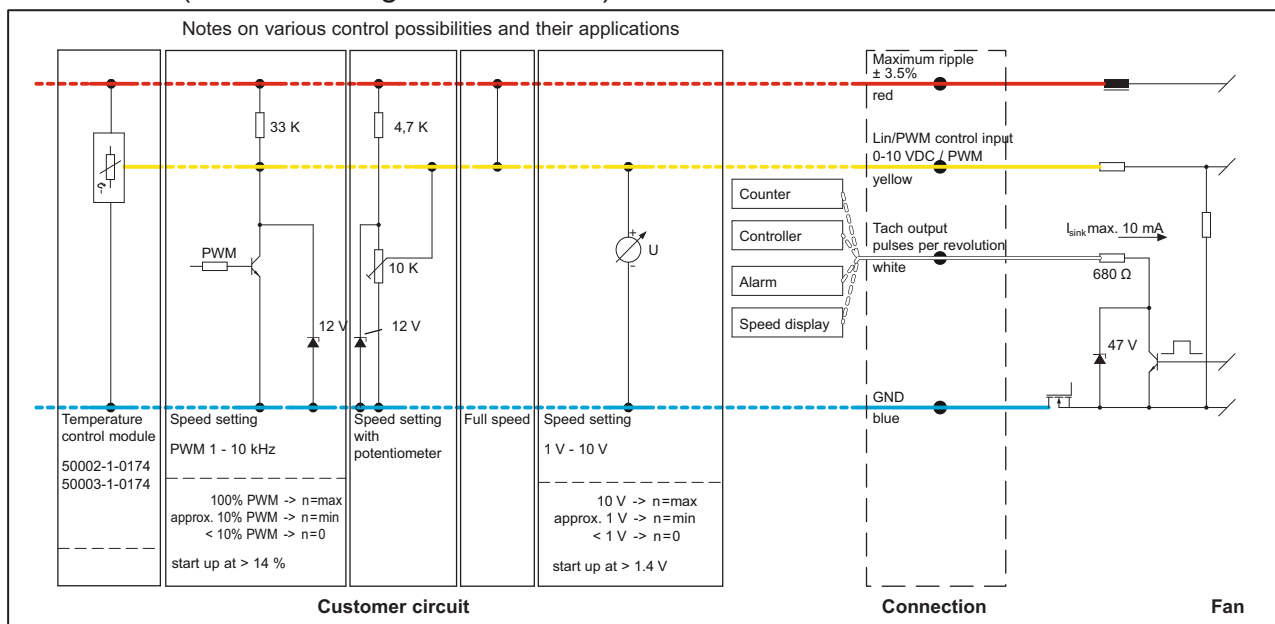 Notes on various control possibilities and their applications
33 K
4,7 K
PWM
12 V
12 V
10 K
+
U
-
Maximum ripple
± 3.5%
red
Lin/PWM control input
0-10 VDC / PWM
yellow
Counter
Controller
Alarm
Speed display
Tach output
pulses per revolution
white
Isink max. 10 mA
680 Ω
47 V
GND
blue
Temperature
control module
50002-1-0174
50003-1-0174
Speed setting
PWM 1 - 10 kHz
100% PWM -> n=max
approx. 10% PWM -> n=min
< 10% PWM -> n=0
start up at > 14 %
Speed setting
with
potentiometer
Full speed
Speed setting
1 V - 10 V
10 V -> n=max
approx. 1 V -> n=min
< 1 V -> n=0
start up at > 1.4 V
Customer circuit
Connection
Fan